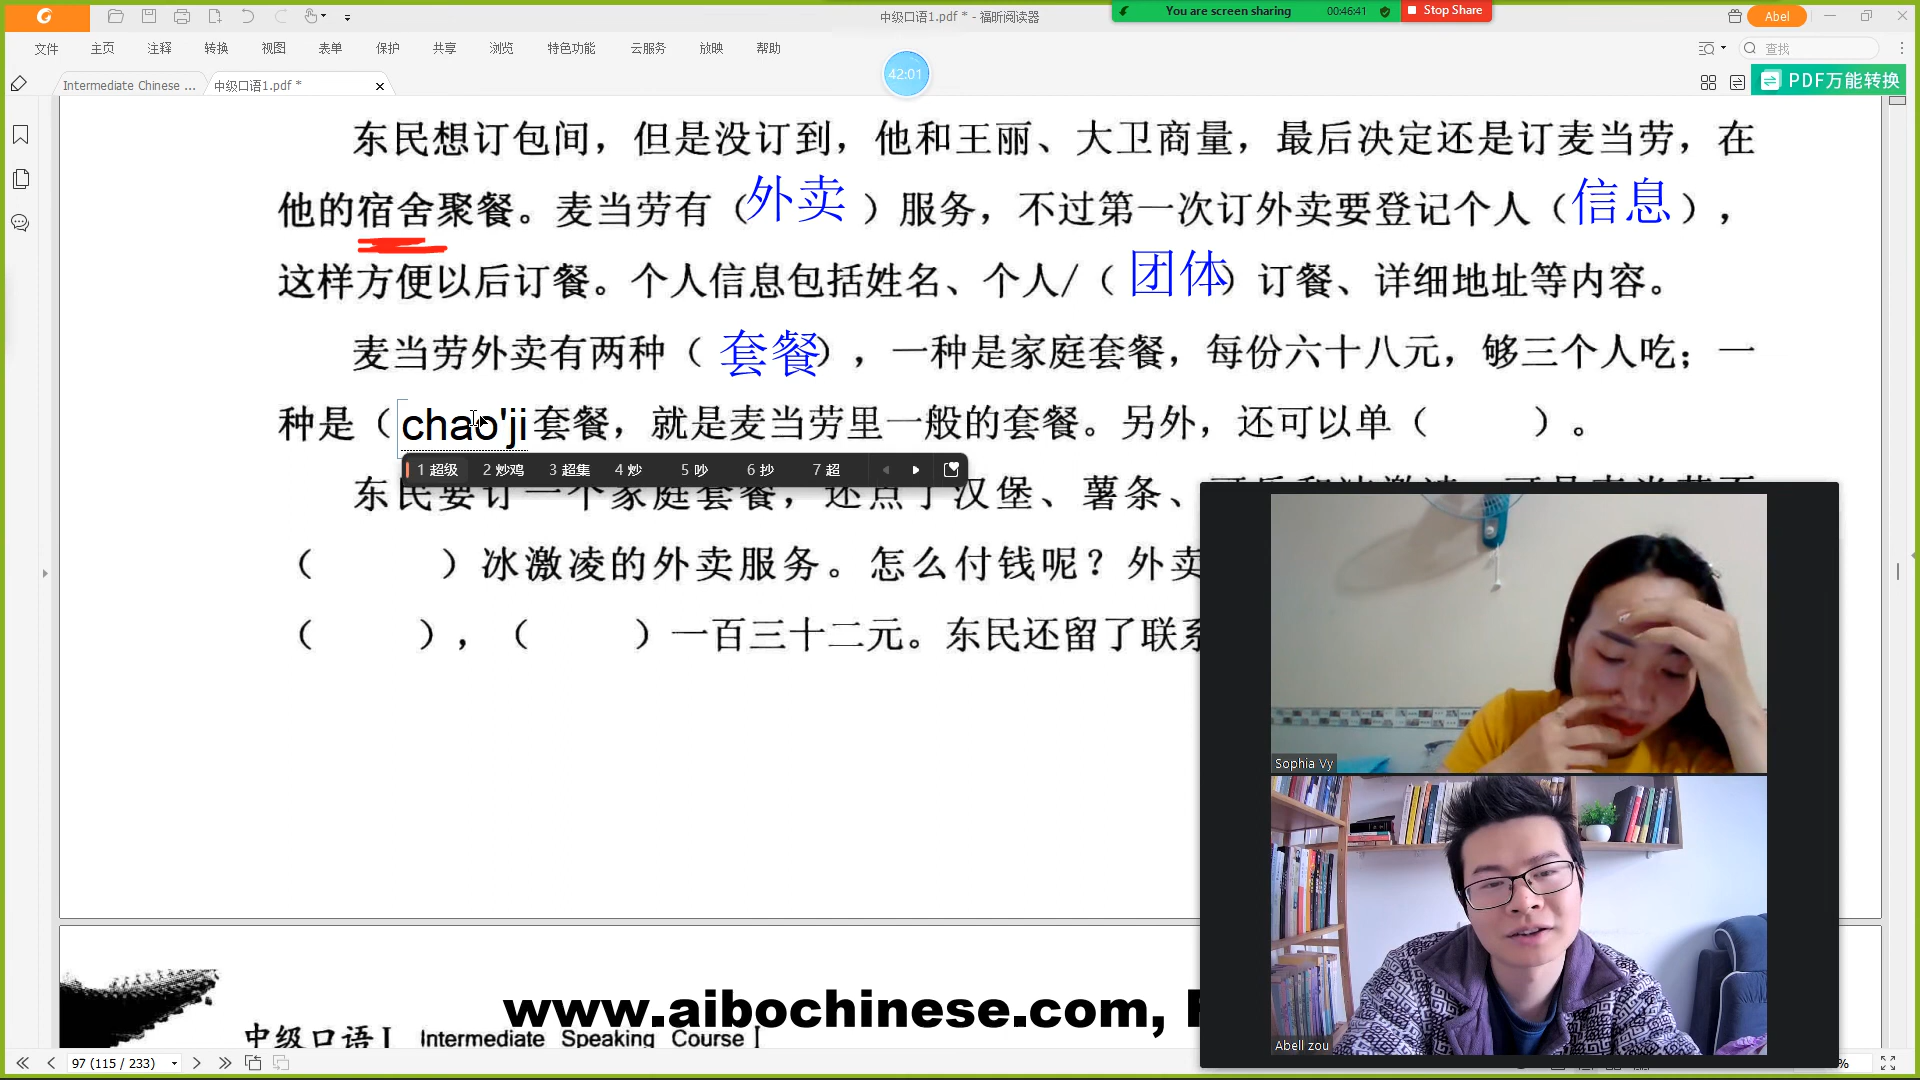 中级口语1.pdf * - 福昕阅读器
You are screen sharing 00:46:41 Stop Share
Abel
文件 主页 注释 转换 视图 表单 保护 共享 浏览 特色功能 云服务 放映 帮助
查找
42:01
Intermediate Chinese ... 中级口语1.pdf *
PDF万能转换
东民想订包间，但是没订到，他和王丽、大卫商量，最后决定还是订麦当劳，在
他的宿舍聚餐。麦当劳有（外卖）服务，不过第一次订外卖要登记个人（信息），
这样方便以后订餐。个人信息包括姓名、个人/（团体）订餐、详细地址等内容。
麦当劳外卖有两种（套餐），一种是家庭套餐，每份六十八元，够三个人吃；一
种是（chao'ji套餐，就是麦当劳里一般的套餐。另外，还可以单（ ）。
1 超级 2 炒鸡 3 超集 4 炒 5 吵 6 抄 7 超
东民要订一个家庭套餐，还点了汉堡、薯条、
（ ）冰激凌的外卖服务。怎么付钱呢？外卖
（ ），（ ）一百三十二元。东民还留了联系
Sophia Vy
Abell zou
www.aibochinese.com,
中级口语 I Intermediate Speaking Course I
97 (115 / 233)
%